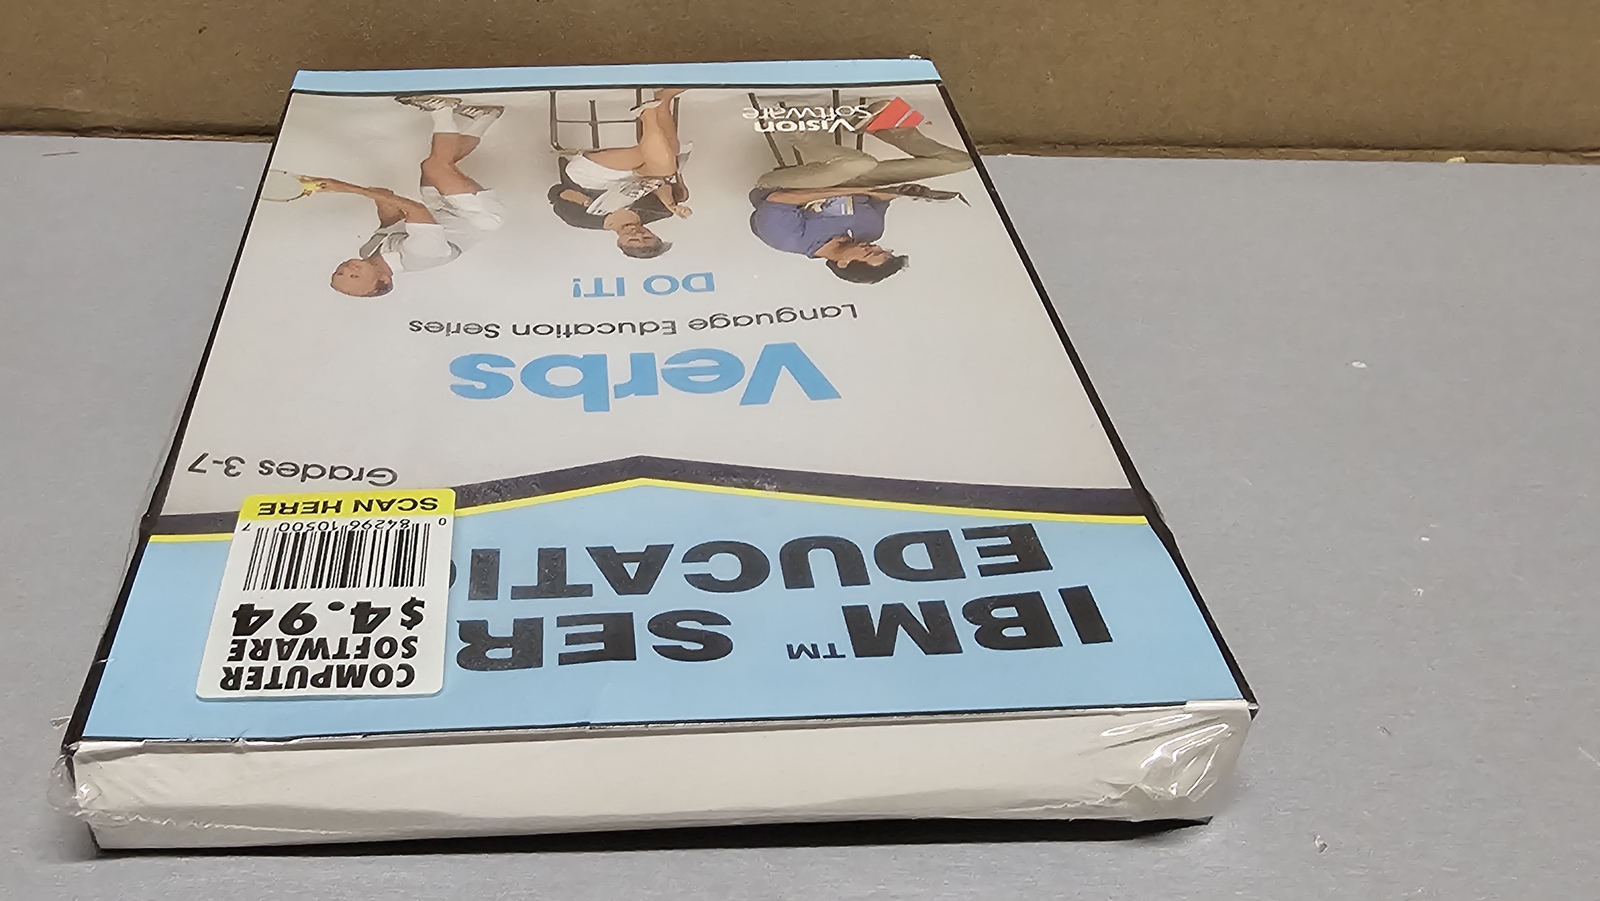 IBM™ SER
EDUCATI
COMPUTER
SOFTWARE
$4.94
0 84296 10500 7
SCAN HERE
Grades 3-7
Verbs
Language Education Series
DO IT!
Vision
Software